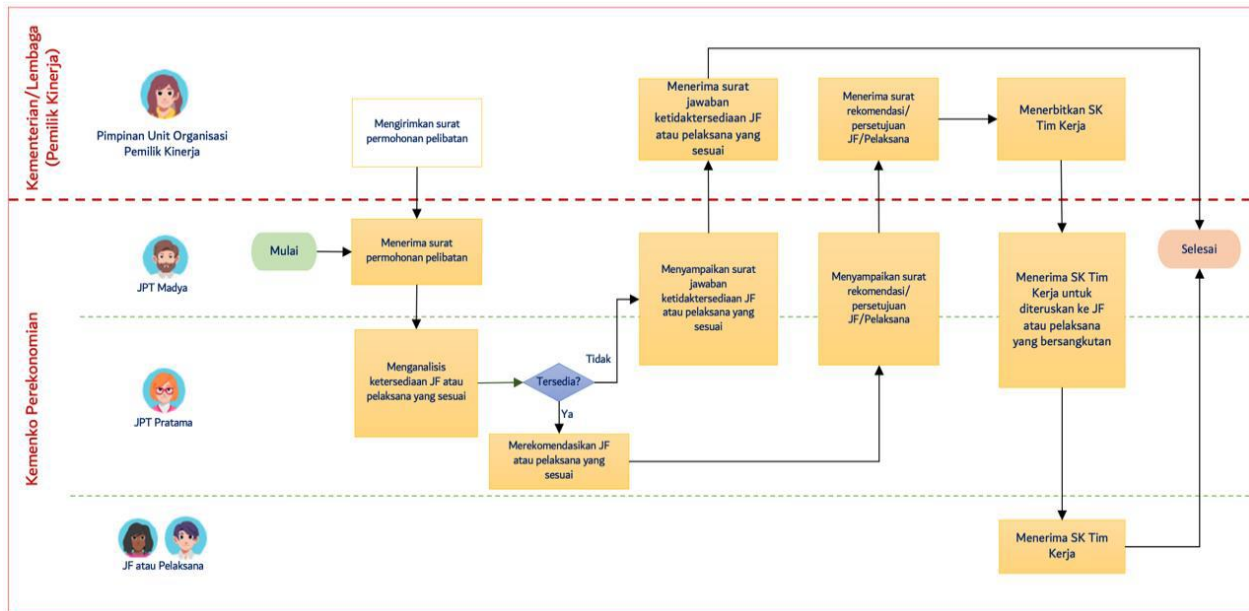 Kementerian/Lembaga
(Pemilik Kinerja)
Pimpinan Unit Organisasi
Pemilik Kinerja
Mengirimkan surat
permohonan pelibatan
Menerima surat
jawaban
ketidaktersediaan JF
atau pelaksana yang
sesuai
Menerima surat
rekomendasi/
persetujuan
JF/Pelaksana
Menerbitkan SK
Tim Kerja
Kemenko Perekonomian
JPT Madya
Mulai
Menerima surat
permohonan pelibatan
Menyampaikan surat
jawaban
ketidaktersediaan JF
atau pelaksana yang
sesuai
Menyampaikan surat
rekomendasi/
persetujuan
JF/Pelaksana
Menerima SK Tim
Kerja untuk
diteruskan ke JF
atau pelaksana
yang bersangkutan
Selesai
JPT Pratama
Menganalisis
ketersediaan JF atau
pelaksana yang sesuai
Tersedia?
Tidak
Ya
Merekomendasikan JF
atau pelaksana yang
sesuai
JF atau Pelaksana
Menerima SK Tim
Kerja